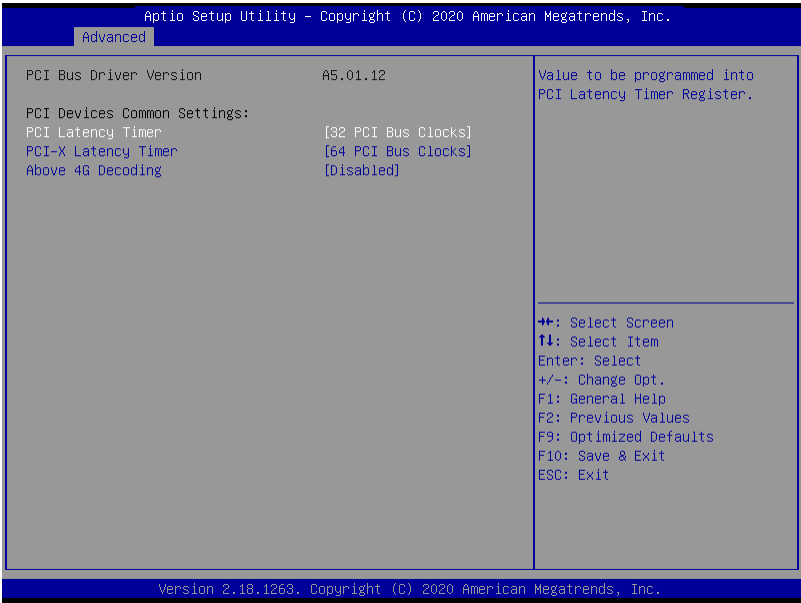 Aptio Setup Utility – Copyright (C) 2020 American Megatrends, Inc.
Advanced
PCI Bus Driver Version A5.01.12
PCI Devices Common Settings:
PCI Latency Timer [32 PCI Bus Clocks]
PCI-X Latency Timer [64 PCI Bus Clocks]
Above 4G Decoding [Disabled]
Value to be programmed into
PCI Latency Timer Register.
→←: Select Screen
↑↓: Select Item
Enter: Select
+/-: Change Opt.
F1: General Help
F2: Previous Values
F9: Optimized Defaults
F10: Save & Exit
ESC: Exit
Version 2.18.1263. Copyright (C) 2020 American Megatrends, Inc.